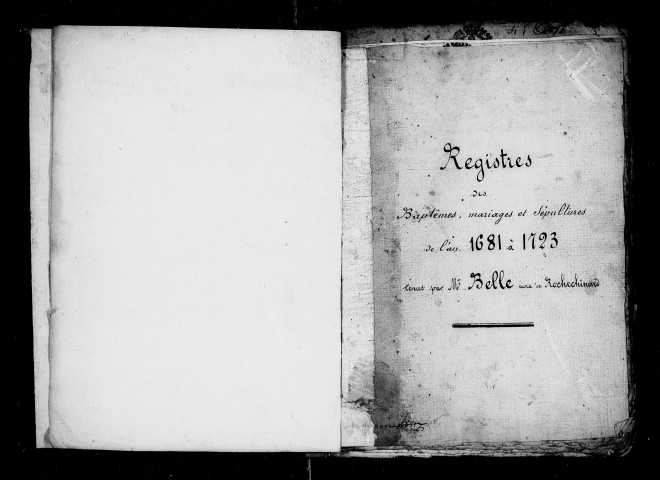 Registres
des
Baptêmes, mariages et sépultures
de l'an 1681 à 1723
tenus par Mr Belle curé de Rochechinard